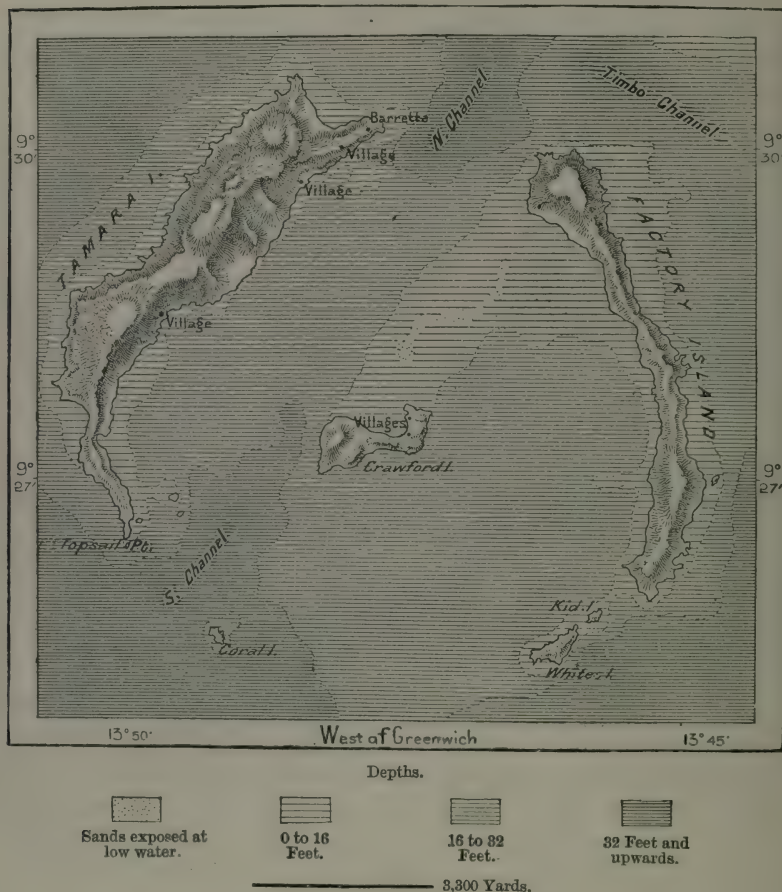 Barrette
N. Channel
Timbo Channel
9°
30'
9°
30'
Village
Village
TAMARA I.
FACTORY ISLAND
Village
Villages
Crawford I.
9°
27'
9°
27'
Topsail Pt.
S. Channel
Coral I.
Kid I.
White I.
13°50'
West of Greenwich
13°45'
Depths.
Sands exposed at
low water.
0 to 16
Feet.
16 to 32
Feet.
32 Feet and
upwards.
3,300 Yards.